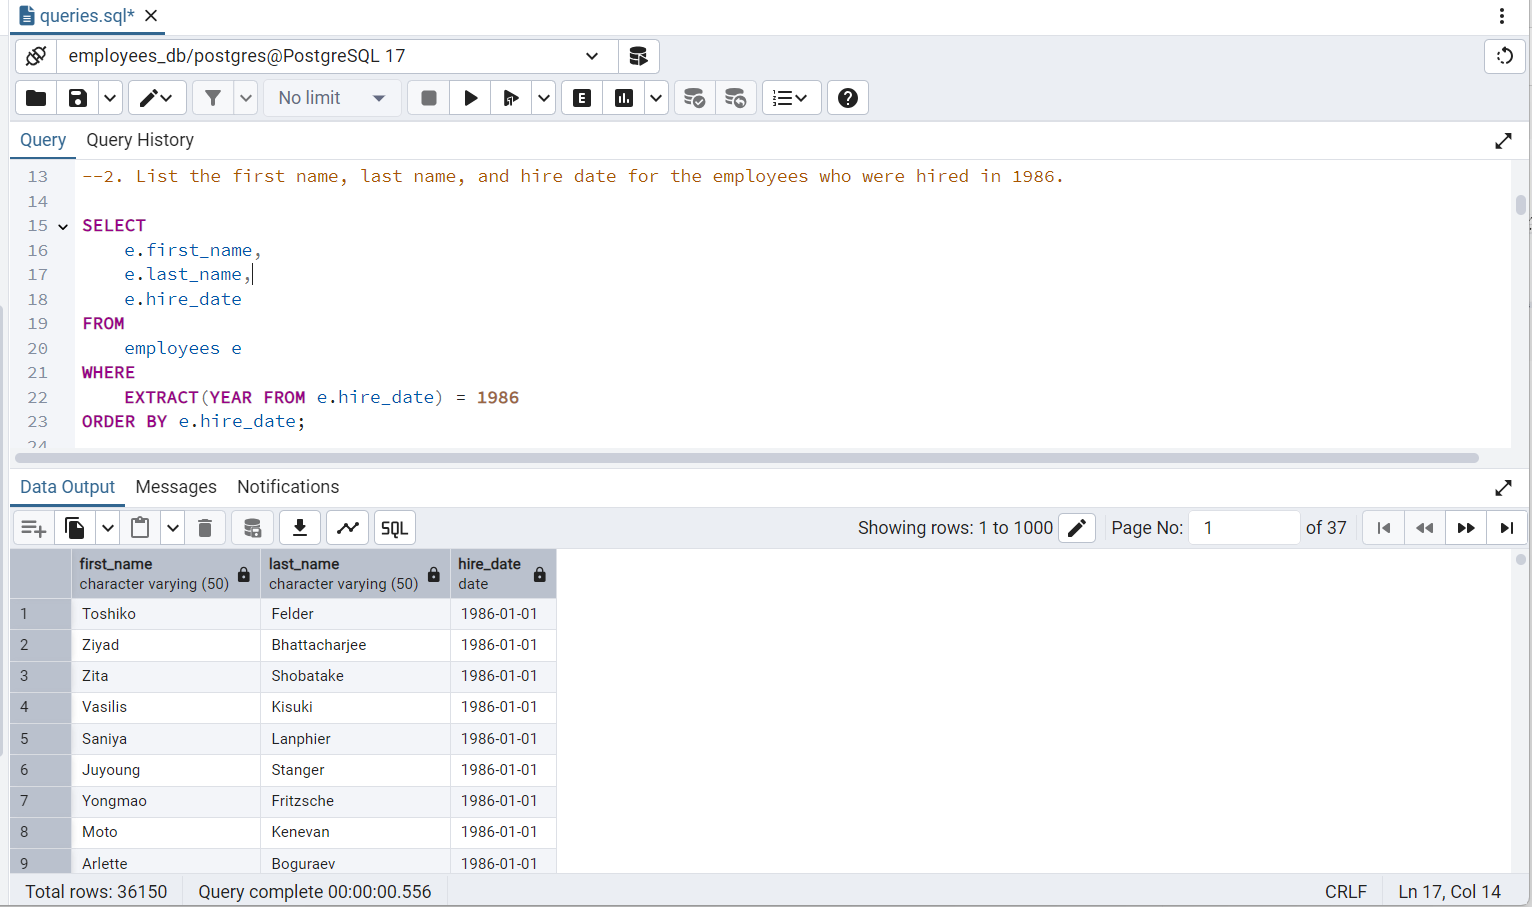 queries.sql*
employees_db/postgres@PostgreSQL 17
No limit
E
Query Query History
13 --2. List the first name, last name, and hire date for the employees who were hired in 1986.
14
15 SELECT
16 e.first_name,
17 e.last_name,
18 e.hire_date
19 FROM
20 employees e
21 WHERE
22 EXTRACT(YEAR FROM e.hire_date) = 1986
23 ORDER BY e.hire_date;
24
Data Output Messages Notifications
SQL Showing rows: 1 to 1000 Page No: 1 of 37
first_name last_name hire_date
character varying (50) character varying (50) date
1 Toshiko Felder 1986-01-01
2 Ziyad Bhattacharjee 1986-01-01
3 Zita Shobatake 1986-01-01
4 Vasilis Kisuki 1986-01-01
5 Saniya Lanphier 1986-01-01
6 Juyoung Stanger 1986-01-01
7 Yongmao Fritzsche 1986-01-01
8 Moto Kenevan 1986-01-01
9 Arlette Boguraev 1986-01-01
Total rows: 36150 Query complete 00:00:00.556 CRLF Ln 17, Col 14